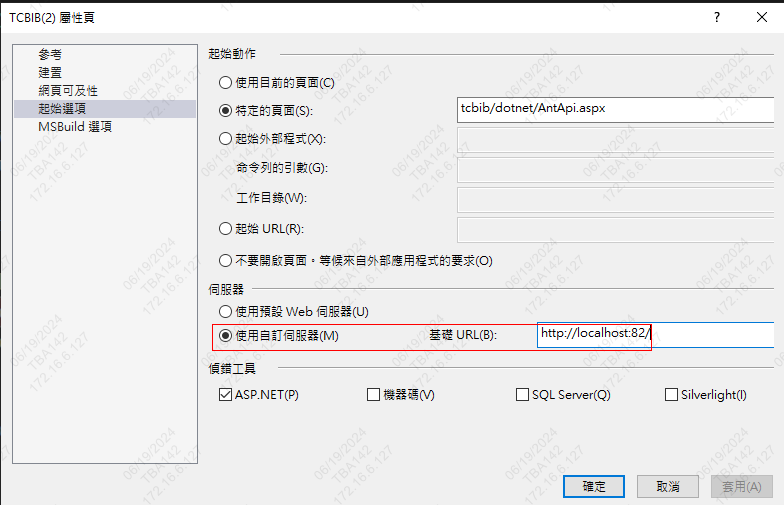 TCBIB(2) 屬性頁
參考
建置
網頁可及性
起始選項
MSBuild 選項
起始動作
使用目前的頁面(C)
特定的頁面(S):
tcbib/dotnet/AntApi.aspx
起始外部程式(X):
命令列的引數(G):
工作目錄(W):
起始 URL(R):
不要開啟頁面。等候來自外部應用程式的要求(O)
伺服器
使用預設 Web 伺服器(U)
使用自訂伺服器(M) 基礎 URL(B): http://localhost:82/
偵錯工具
ASP.NET(P) 機器碼(V) SQL Server(Q) Silverlight(I)
確定 取消 套用(A)
06/19/2024
TBA142
172.16.6.127